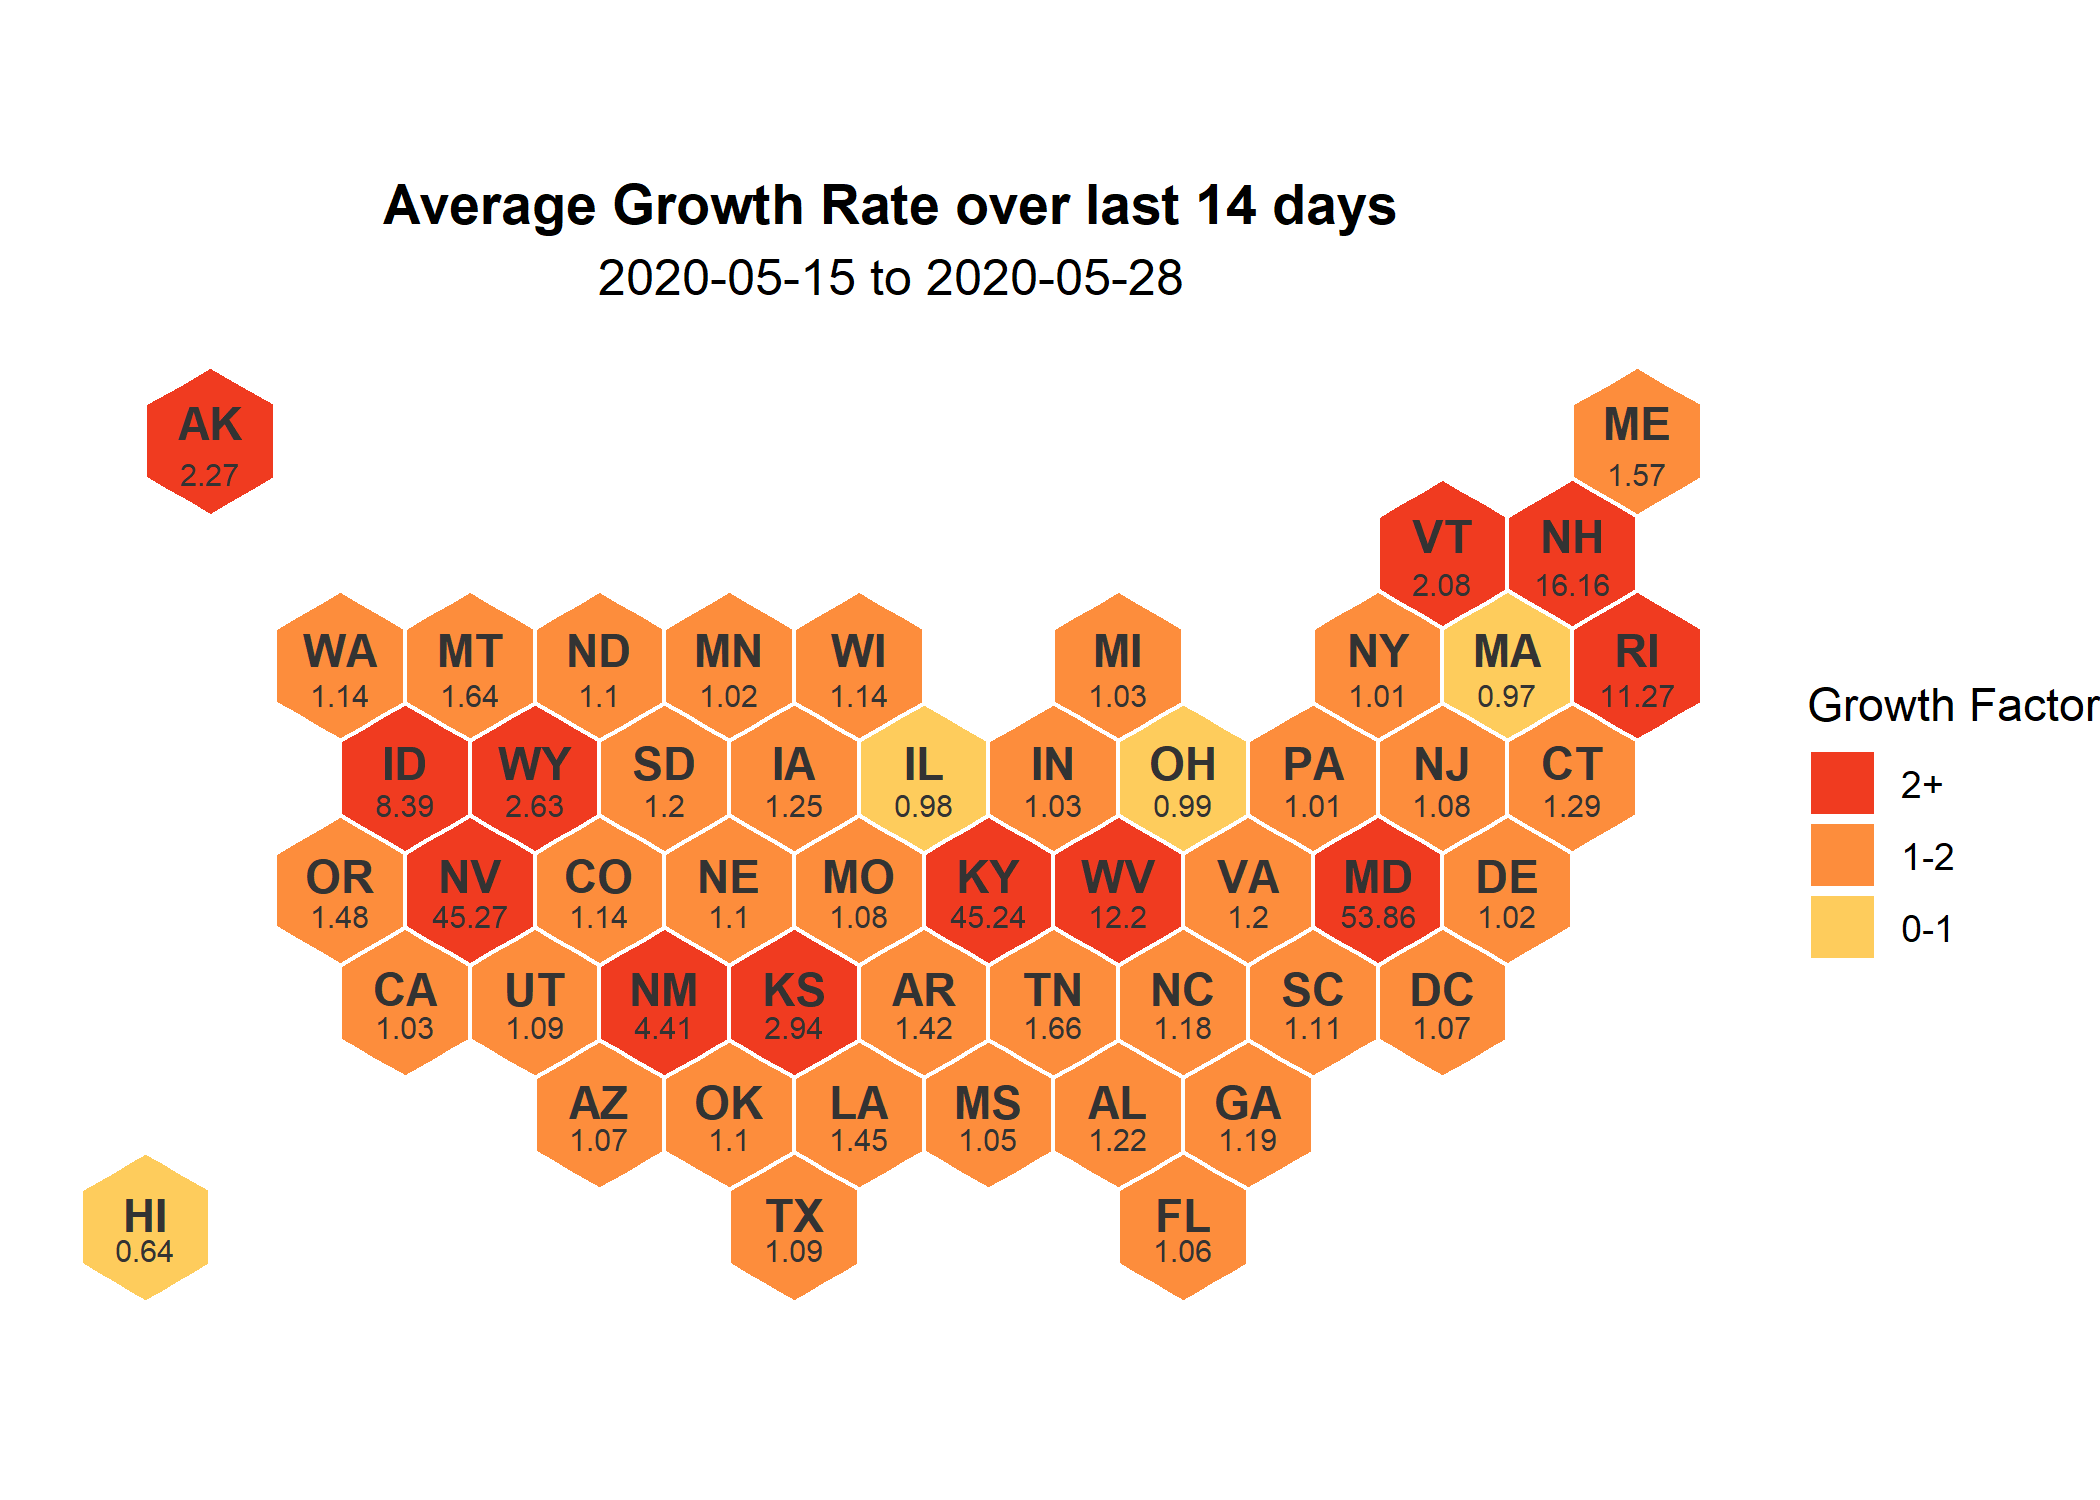 Average Growth Rate over last 14 days
2020-05-15 to 2020-05-28
AK
2.27
ME
1.57
VT
2.08
NH
16.16
WA
1.14
MT
1.64
ND
1.1
MN
1.02
WI
1.14
MI
1.03
NY
1.01
MA
0.97
RI
11.27
ID
8.39
WY
2.63
SD
1.2
IA
1.25
IL
0.98
IN
1.03
OH
0.99
PA
1.01
NJ
1.08
CT
1.29
OR
1.48
NV
45.27
CO
1.14
NE
1.1
MO
1.08
KY
45.24
WV
12.2
VA
1.2
MD
53.86
DE
1.02
CA
1.03
UT
1.09
NM
4.41
KS
2.94
AR
1.42
TN
1.66
NC
1.18
SC
1.11
DC
1.07
AZ
1.07
OK
1.1
LA
1.45
MS
1.05
AL
1.22
GA
1.19
HI
0.64
TX
1.09
FL
1.06
Growth Factor
2+
1-2
0-1